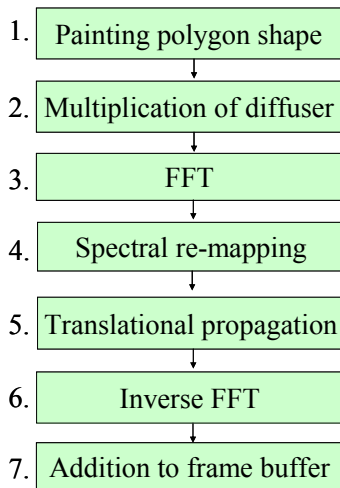 1. Painting polygon shape
2. Multiplication of diffuser
3. FFT
4. Spectral re-mapping
5. Translational propagation
6. Inverse FFT
7. Addition to frame buffer